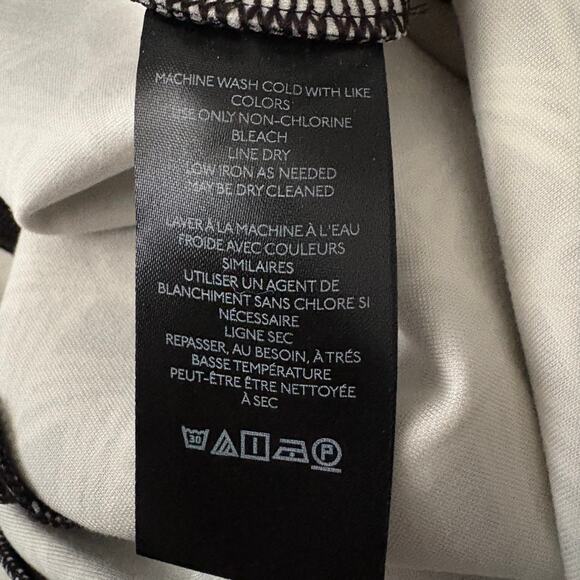 MACHINE WASH COLD WITH LIKE
COLORS
USE ONLY NON-CHLORINE
BLEACH
LINE DRY
LOW IRON AS NEEDED
MAY BE DRY CLEANED
LAVER À LA MACHINE À L'EAU
FROIDE AVEC COULEURS
SIMILAIRES
UTILISER UN AGENT DE
BLANCHIMENT SANS CHLORE SI
NÉCESSAIRE
LIGNE SEC
REPASSER, AU BESOIN, À TRÉS
BASSE TEMPÉRATURE
PEUT-ÊTRE ÊTRE NETTOYÉE
À SEC
30 P